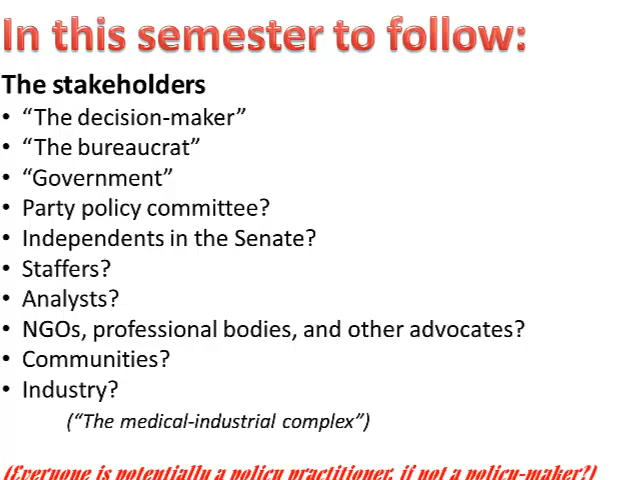 In this semester to follow:
The stakeholders
• “The decision-maker”
• “The bureaucrat”
• “Government”
• Party policy committee?
• Independents in the Senate?
• Staffers?
• Analysts?
• NGOs, professional bodies, and other advocates?
• Communities?
• Industry?
(“The medical-industrial complex”)
(Everyone is potentially a policy practitioner, if not a policy-maker?)